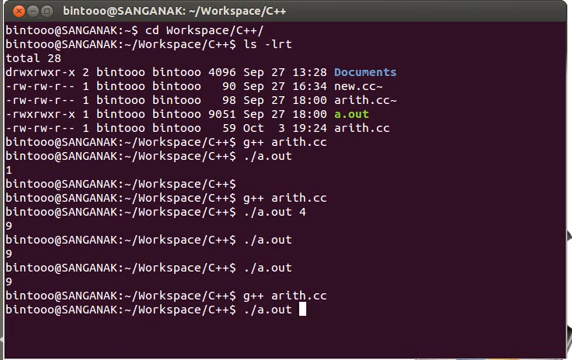 bintooo@SANGANAK: ~/Workspace/C++
bintooo@SANGANAK:~$ cd Workspace/C++/
bintooo@SANGANAK:~/Workspace/C++$ ls -lrt
total 28
drwxrwxr-x 2 bintooo bintooo 4096 Sep 27 13:28 Documents
-rw-rw-r-- 1 bintooo bintooo   90 Sep 27 16:34 new.cc~
-rw-rw-r-- 1 bintooo bintooo   98 Sep 27 18:00 arith.cc~
-rwxrwxr-x 1 bintooo bintooo 9051 Sep 27 18:00 a.out
-rw-rw-r-- 1 bintooo bintooo   59 Oct  3 19:24 arith.cc
bintooo@SANGANAK:~/Workspace/C++$ g++ arith.cc
bintooo@SANGANAK:~/Workspace/C++$ ./a.out
1
bintooo@SANGANAK:~/Workspace/C++$
bintooo@SANGANAK:~/Workspace/C++$ g++ arith.cc
bintooo@SANGANAK:~/Workspace/C++$ ./a.out 4
9
bintooo@SANGANAK:~/Workspace/C++$ ./a.out
9
bintooo@SANGANAK:~/Workspace/C++$ ./a.out
9
bintooo@SANGANAK:~/Workspace/C++$ g++ arith.cc
bintooo@SANGANAK:~/Workspace/C++$ ./a.out